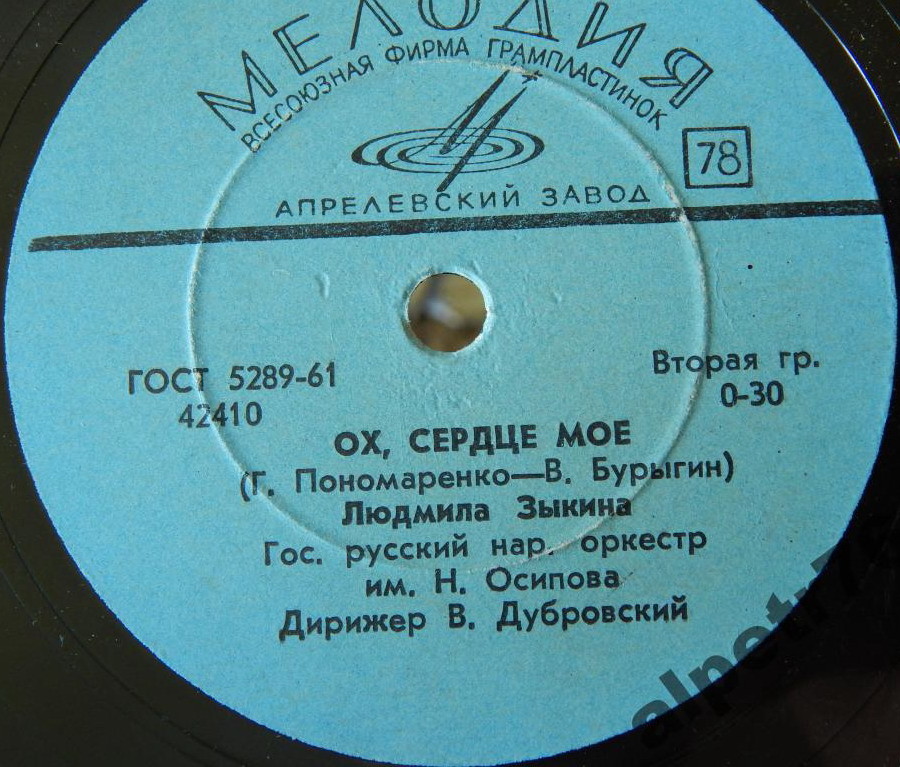 МЕЛОДИЯ
ВСЕСОЮЗНАЯ ФИРМА ГРАМПЛАСТИНОК
78
АПРЕЛЕВСКИЙ ЗАВОД
ГОСТ 5289-61
42410
Вторая гр.
0-30
ОХ, СЕРДЦЕ МОЕ
(Г. Пономаренко—В. Бурыгин)
Людмила Зыкина
Гос. русский нар. оркестр
им. Н. Осипова
Дирижер В. Дубровский